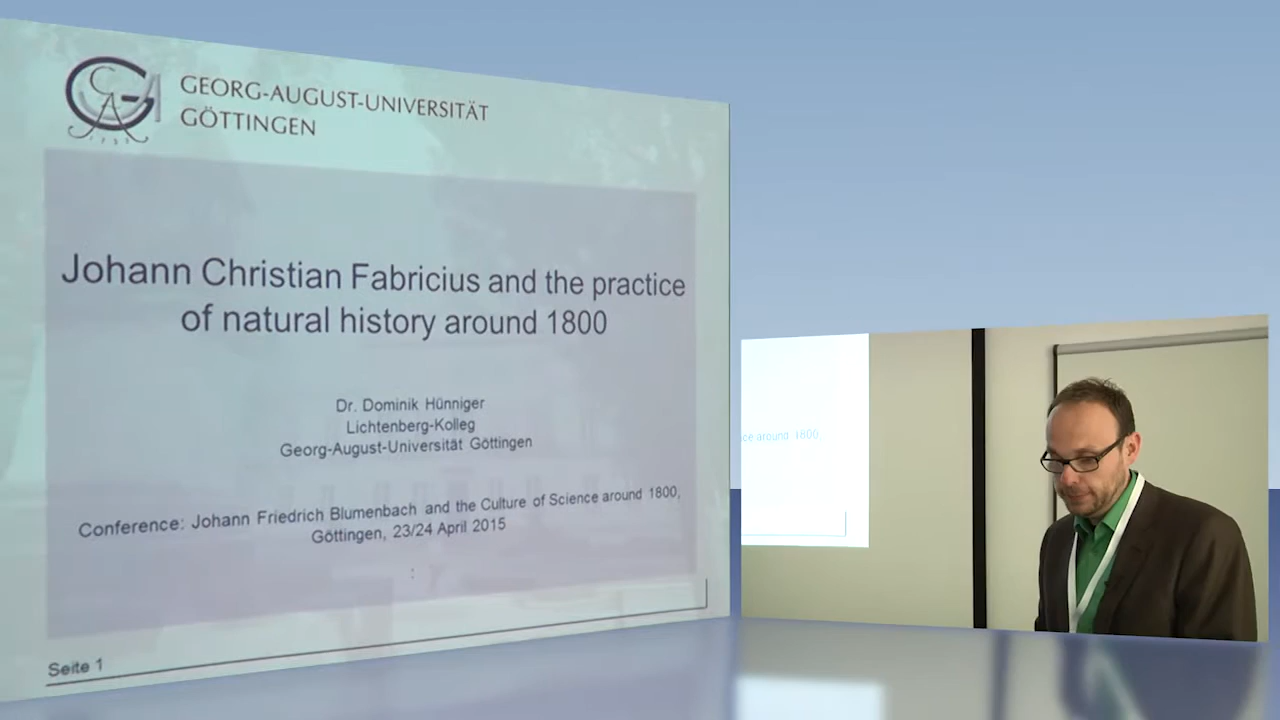 GEORG-AUGUST-UNIVERSITÄT
GÖTTINGEN
Johann Christian Fabricius and the practice
of natural history around 1800
Dr. Dominik Hünniger
Lichtenberg-Kolleg
Georg-August-Universität Göttingen
Conference: Johann Friedrich Blumenbach and the Culture of Science around 1800,
Göttingen, 23/24 April 2015
:
Seite 1
ce around 1800,